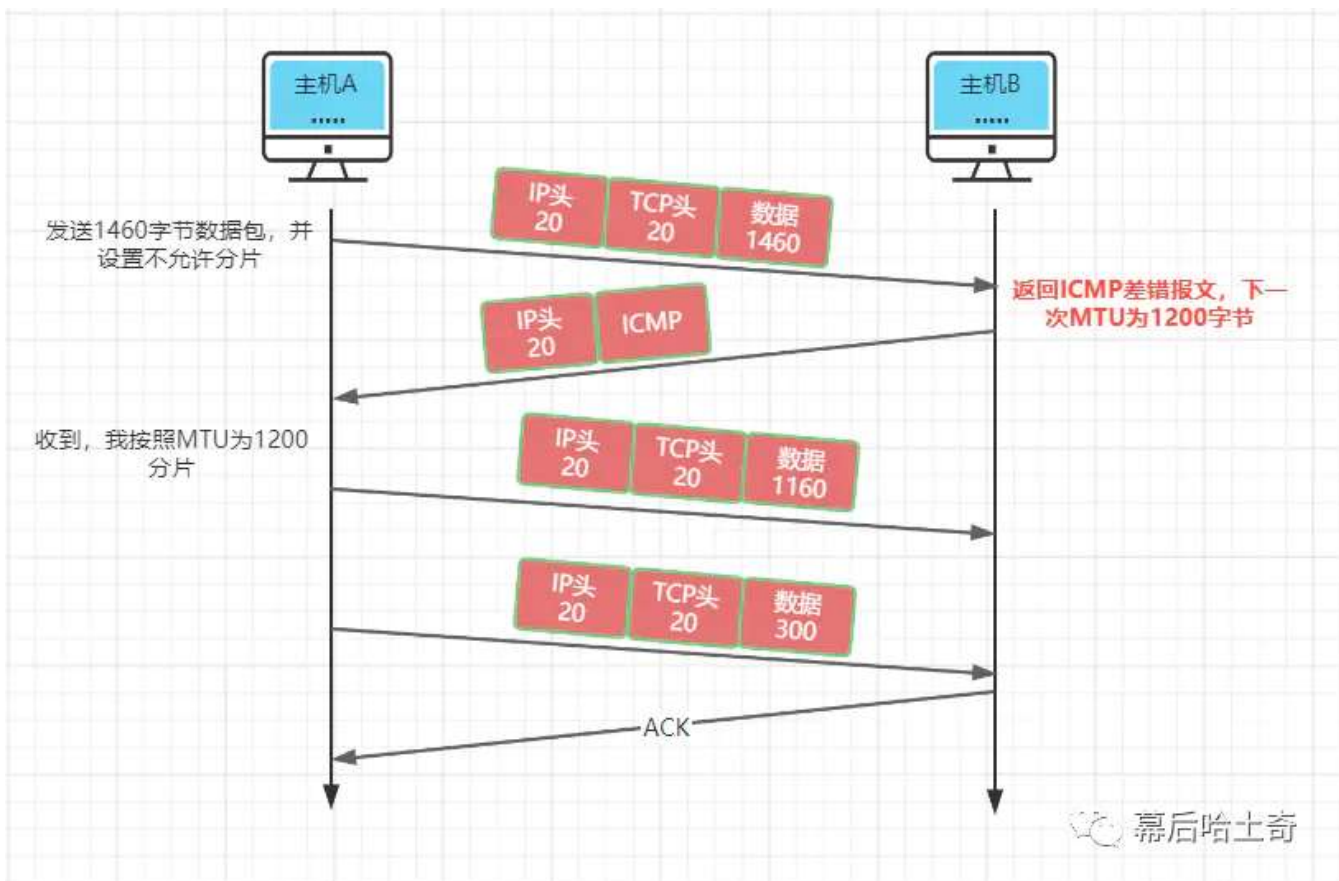 主机A
主机B
IP头
20
TCP头
20
数据
1460
发送1460字节数据包，并
设置不允许分片
返回ICMP差错报文，下一
次MTU为1200字节
IP头
20
ICMP
收到，我按照MTU为1200
分片
IP头
20
TCP头
20
数据
1160
IP头
20
TCP头
20
数据
300
ACK
幕后哈士奇